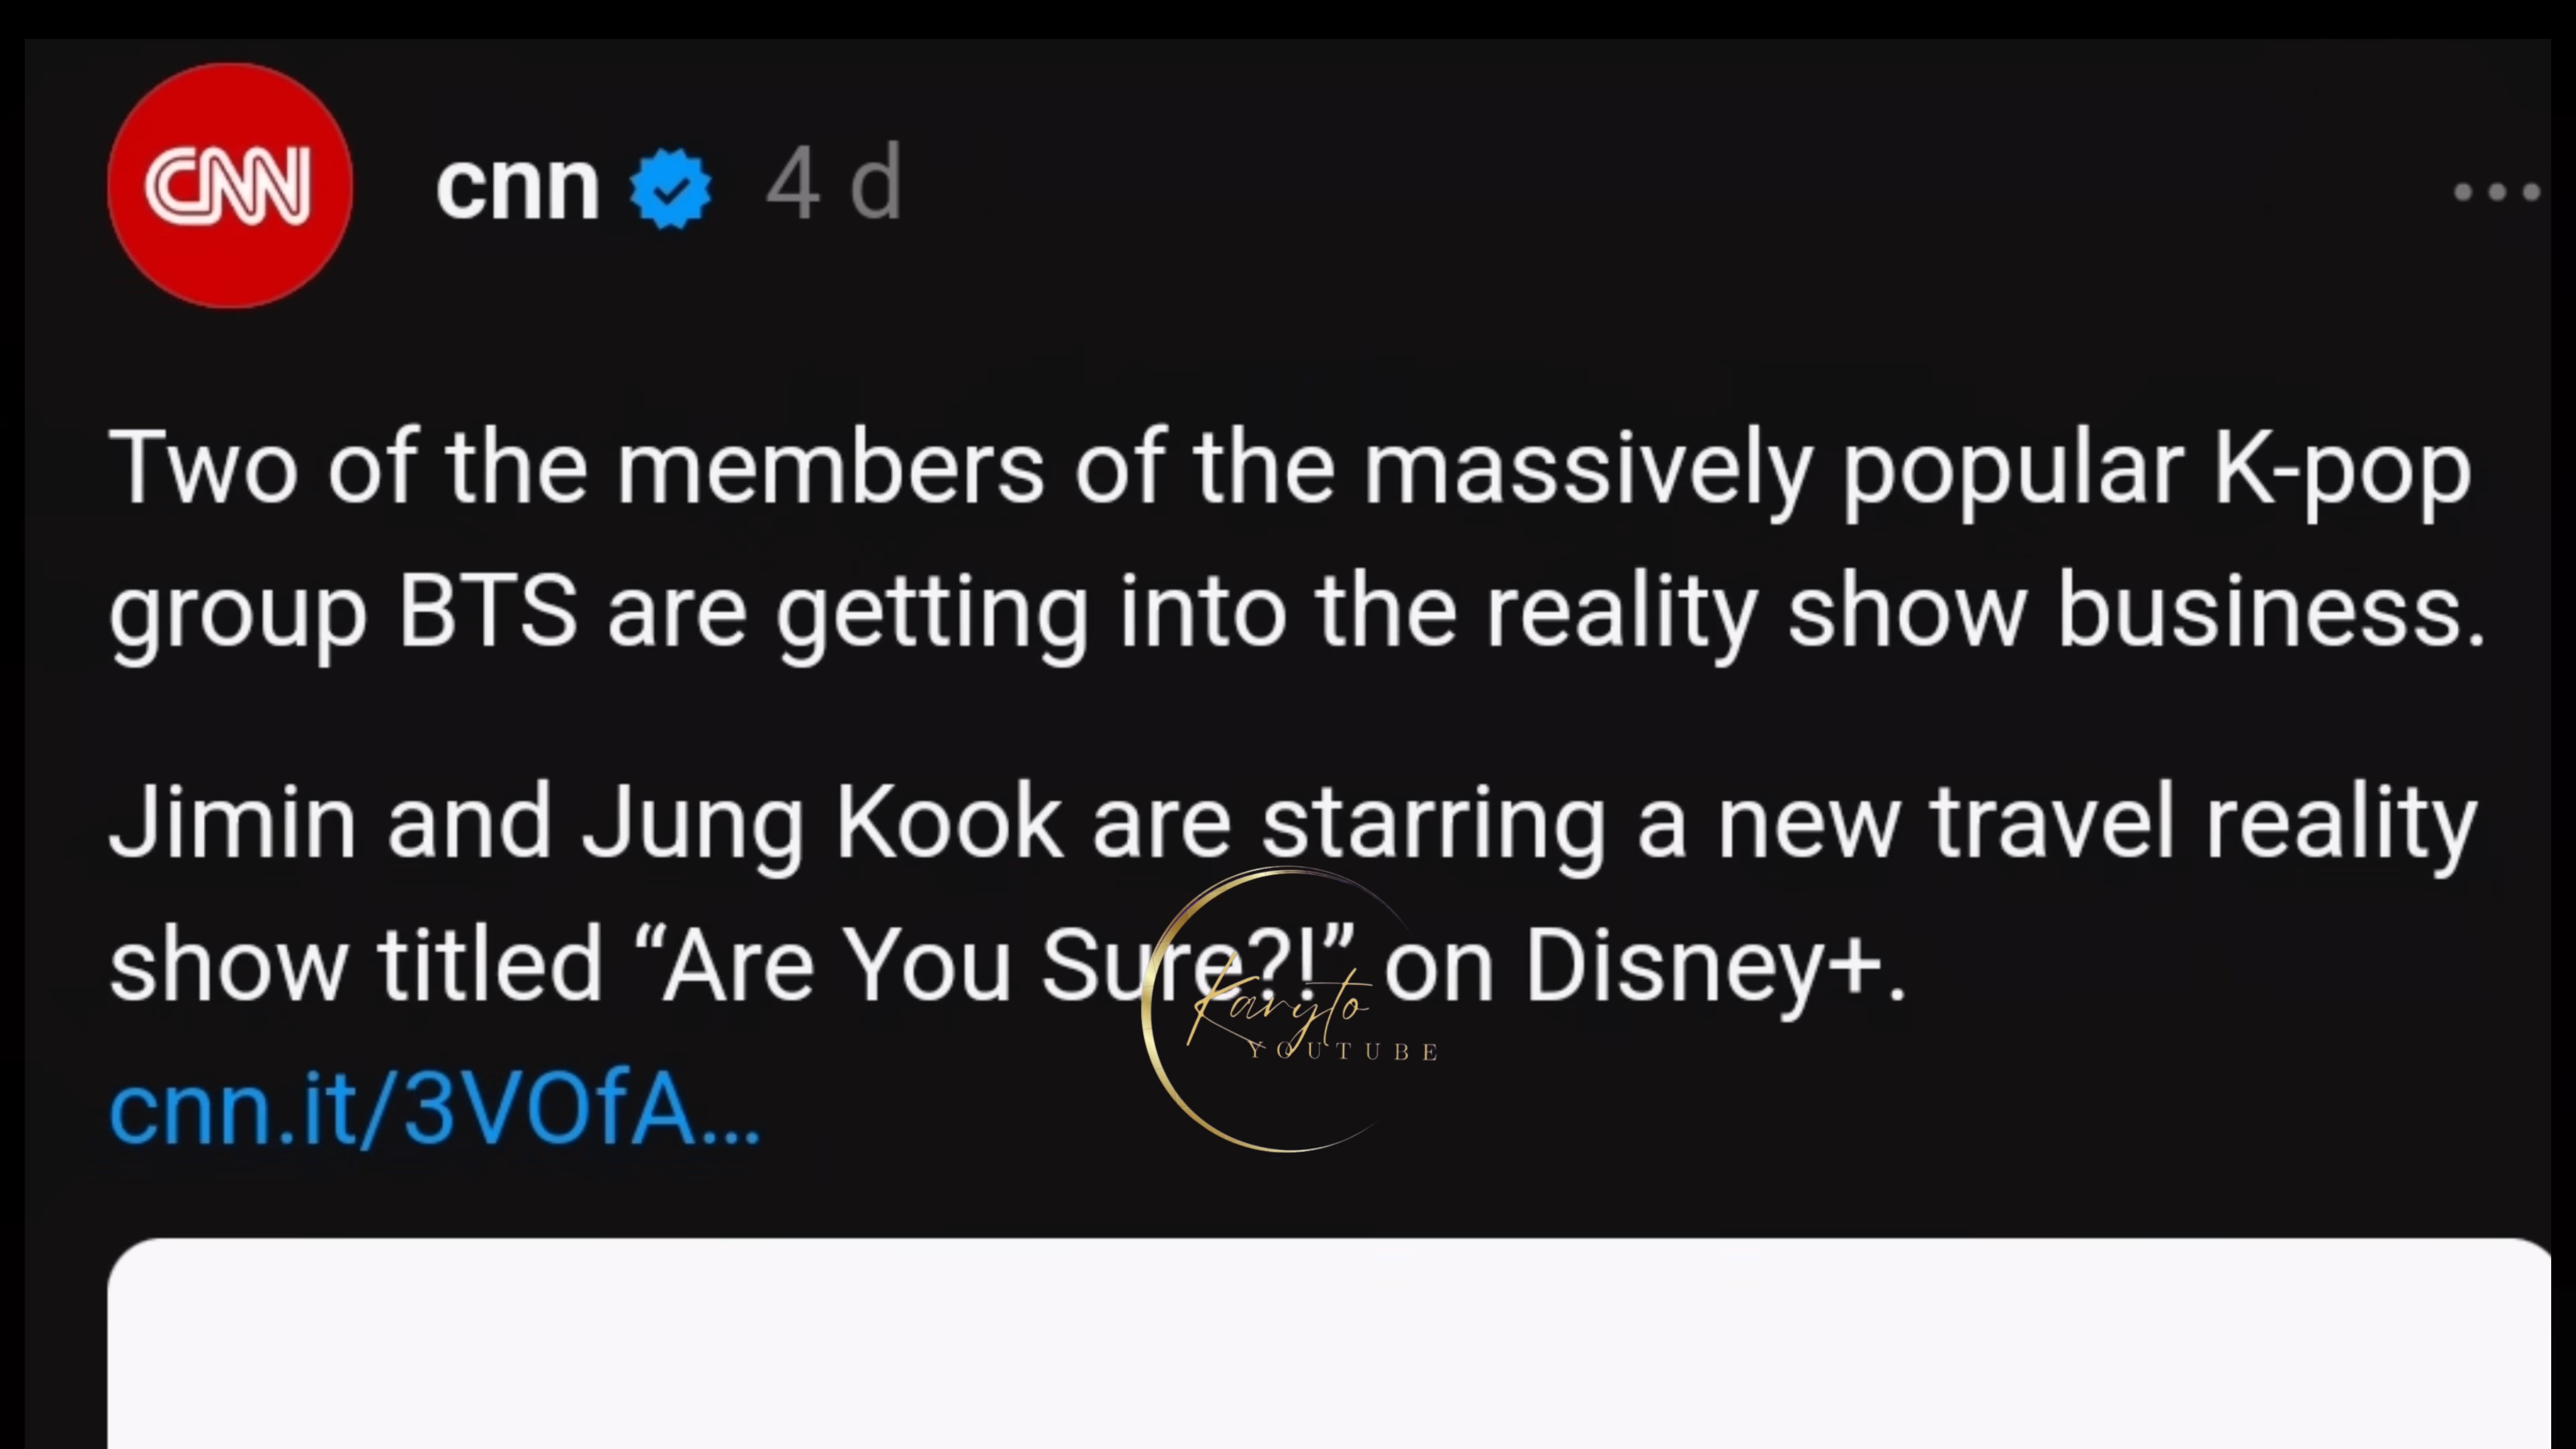 CNN
cnn 4 d
Two of the members of the massively popular K-pop
group BTS are getting into the reality show business.
Jimin and Jung Kook are starring a new travel reality
show titled “Are You Sure?!” on Disney+.
Karyto
YOUTUBE
cnn.it/3VOfA...